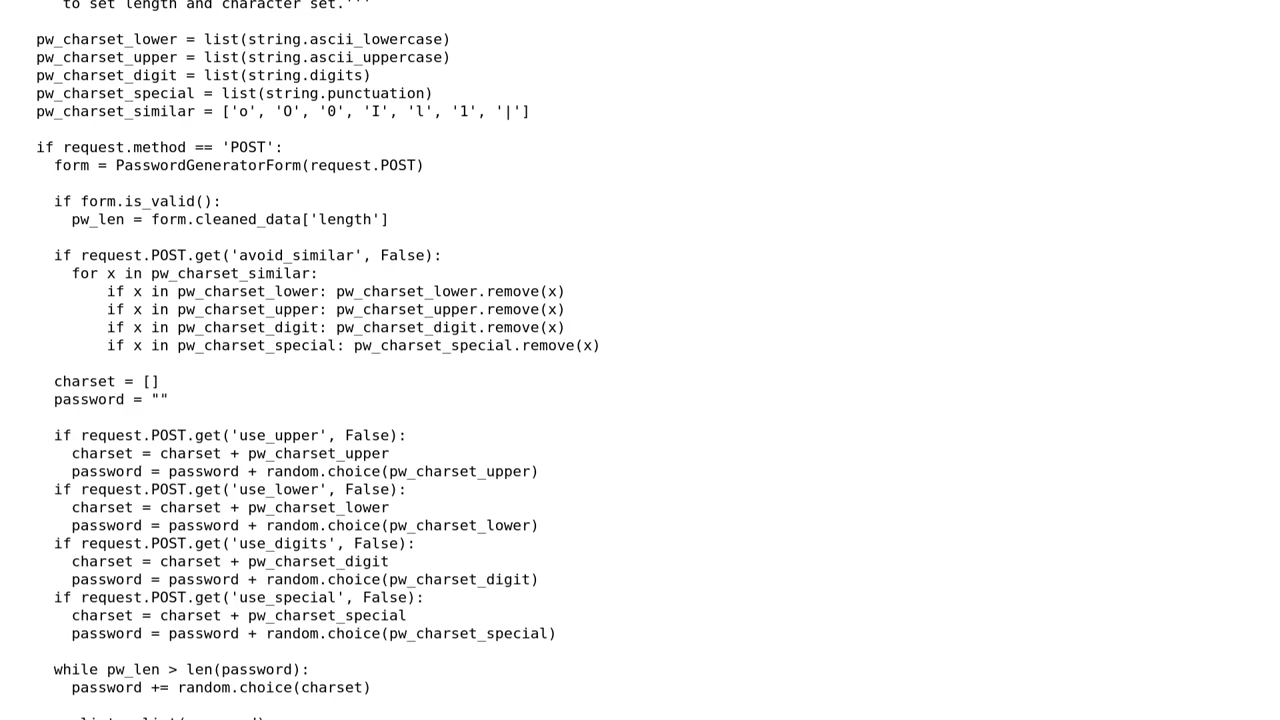 to set length and character set.'''
pw_charset_lower = list(string.ascii_lowercase)
pw_charset_upper = list(string.ascii_uppercase)
pw_charset_digit = list(string.digits)
pw_charset_special = list(string.punctuation)
pw_charset_similar = ['o', 'O', '0', 'I', 'l', '1', '|']
if request.method == 'POST':
form = PasswordGeneratorForm(request.POST)
if form.is_valid():
pw_len = form.cleaned_data['length']
if request.POST.get('avoid_similar', False):
for x in pw_charset_similar:
if x in pw_charset_lower: pw_charset_lower.remove(x)
if x in pw_charset_upper: pw_charset_upper.remove(x)
if x in pw_charset_digit: pw_charset_digit.remove(x)
if x in pw_charset_special: pw_charset_special.remove(x)
charset = []
password = ""
if request.POST.get('use_upper', False):
charset = charset + pw_charset_upper
password = password + random.choice(pw_charset_upper)
if request.POST.get('use_lower', False):
charset = charset + pw_charset_lower
password = password + random.choice(pw_charset_lower)
if request.POST.get('use_digits', False):
charset = charset + pw_charset_digit
password = password + random.choice(pw_charset_digit)
if request.POST.get('use_special', False):
charset = charset + pw_charset_special
password = password + random.choice(pw_charset_special)
while pw_len > len(password):
password += random.choice(charset)